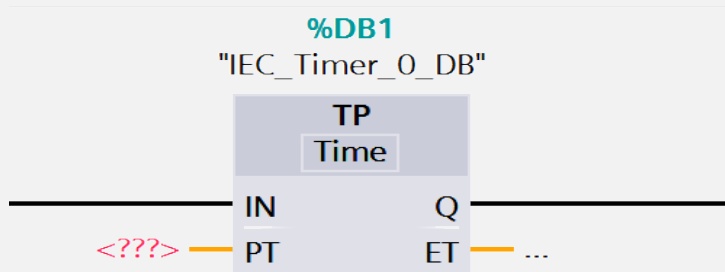 %DB1
"IEC_Timer_0_DB"
TP
Time
IN Q
<???> PT ET ...